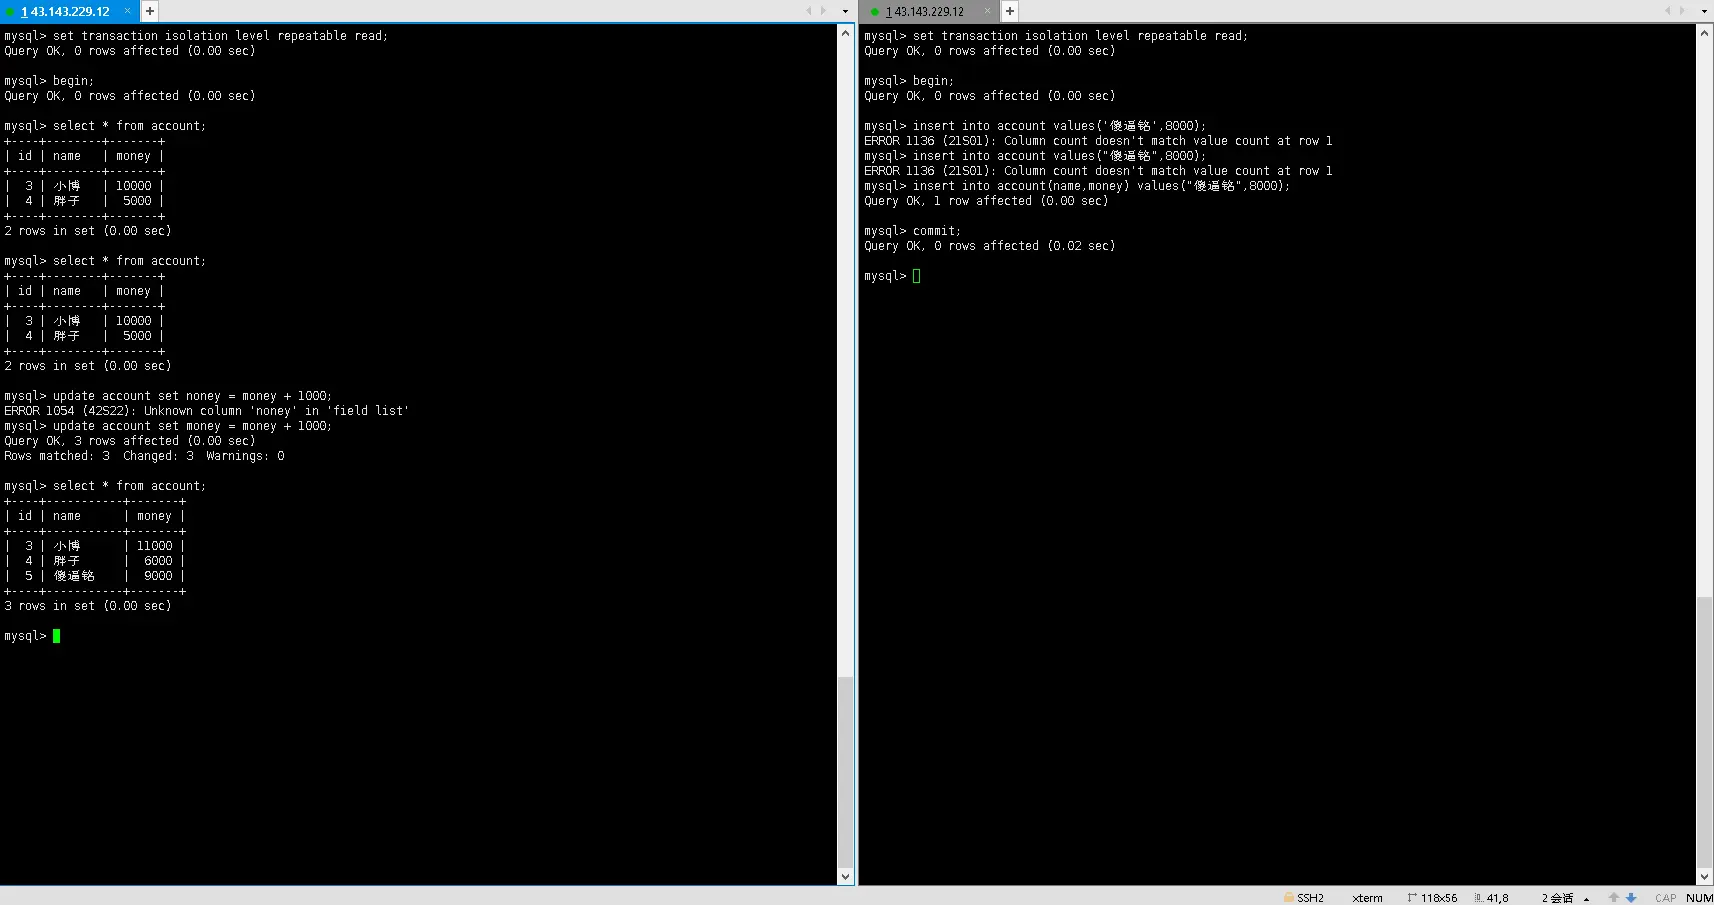 1 43.143.229.12 × +
mysql> set transaction isolation level repeatable read;
Query OK, 0 rows affected (0.00 sec)
mysql> begin;
Query OK, 0 rows affected (0.00 sec)
mysql> select * from account;
+----+--------+-------+
| id | name   | money |
+----+--------+-------+
|  3 | 小博   | 10000 |
|  4 | 胖子   |  5000 |
+----+--------+-------+
2 rows in set (0.00 sec)
mysql> select * from account;
+----+--------+-------+
| id | name   | money |
+----+--------+-------+
|  3 | 小博   | 10000 |
|  4 | 胖子   |  5000 |
+----+--------+-------+
2 rows in set (0.00 sec)
mysql> update account set noney = money + 1000;
ERROR 1054 (42S22): Unknown column 'noney' in 'field list'
mysql> update account set money = money + 1000;
Query OK, 3 rows affected (0.00 sec)
Rows matched: 3  Changed: 3  Warnings: 0
mysql> select * from account;
+----+-----------+-------+
| id | name      | money |
+----+-----------+-------+
|  3 | 小博      | 11000 |
|  4 | 胖子      |  6000 |
|  5 | 傻逼铭    |  9000 |
+----+-----------+-------+
3 rows in set (0.00 sec)
mysql>
1 43.143.229.12 × +
mysql> set transaction isolation level repeatable read;
Query OK, 0 rows affected (0.00 sec)
mysql> begin;
Query OK, 0 rows affected (0.00 sec)
mysql> insert into account values('傻逼铭',8000);
ERROR 1136 (21S01): Column count doesn't match value count at row 1
mysql> insert into account values("傻逼铭",8000);
ERROR 1136 (21S01): Column count doesn't match value count at row 1
mysql> insert into account(name,money) values("傻逼铭",8000);
Query OK, 1 row affected (0.00 sec)
mysql> commit;
Query OK, 0 rows affected (0.02 sec)
mysql>
SSH2 xterm 118x56 41,8 2 会话 CAP NUM